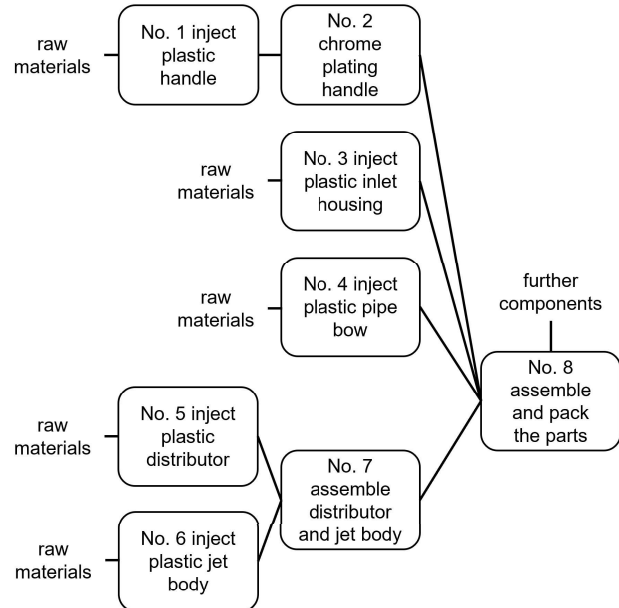 raw
materials
No. 1 inject
plastic
handle
No. 2
chrome
plating
handle
raw
materials
No. 3 inject
plastic inlet
housing
raw
materials
No. 4 inject
plastic pipe
bow
further
components
No. 8
assemble
and pack
the parts
raw
materials
No. 5 inject
plastic
distributor
No. 7
assemble
distributor
and jet body
raw
materials
No. 6 inject
plastic jet
body